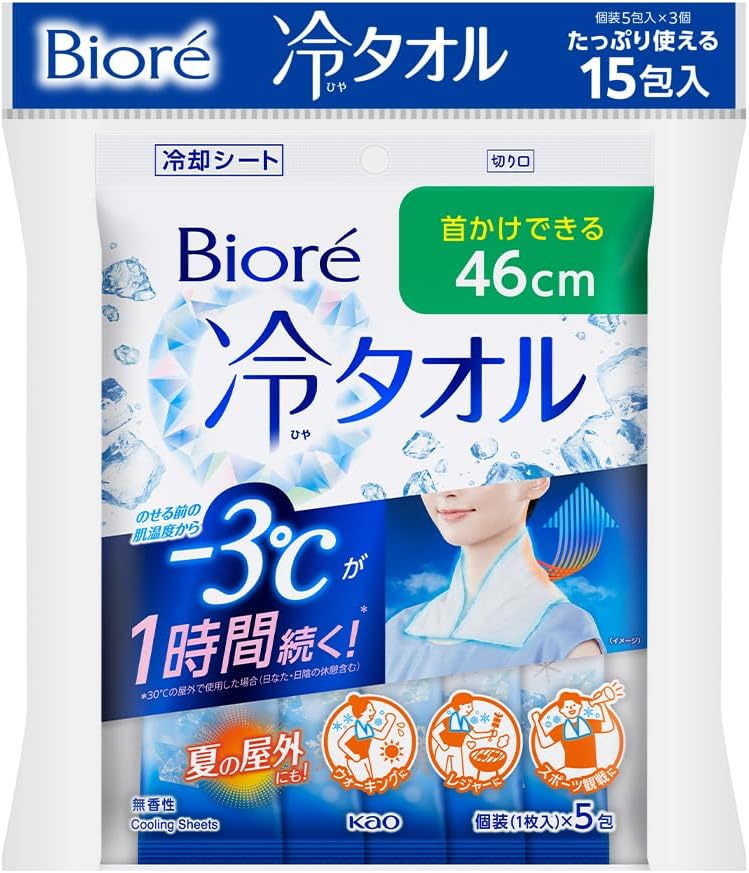 Bioré
冷タオル
ひや
個装5包入×3個
たっぷり使える
15包入
冷却シート
切り口
首かけできる
46cm
Bioré
冷タオル
ひや
のせる前の
肌温度から
-3℃が
1時間続く!*
*30℃の屋外で使用した場合(日なた・日陰の休憩含む)
(イメージ)
夏の屋外
にも!
ウォーキングに
レジャーに
スポーツ観戦に
無香性
Cooling Sheets
Kao
個装(1枚入)×5包